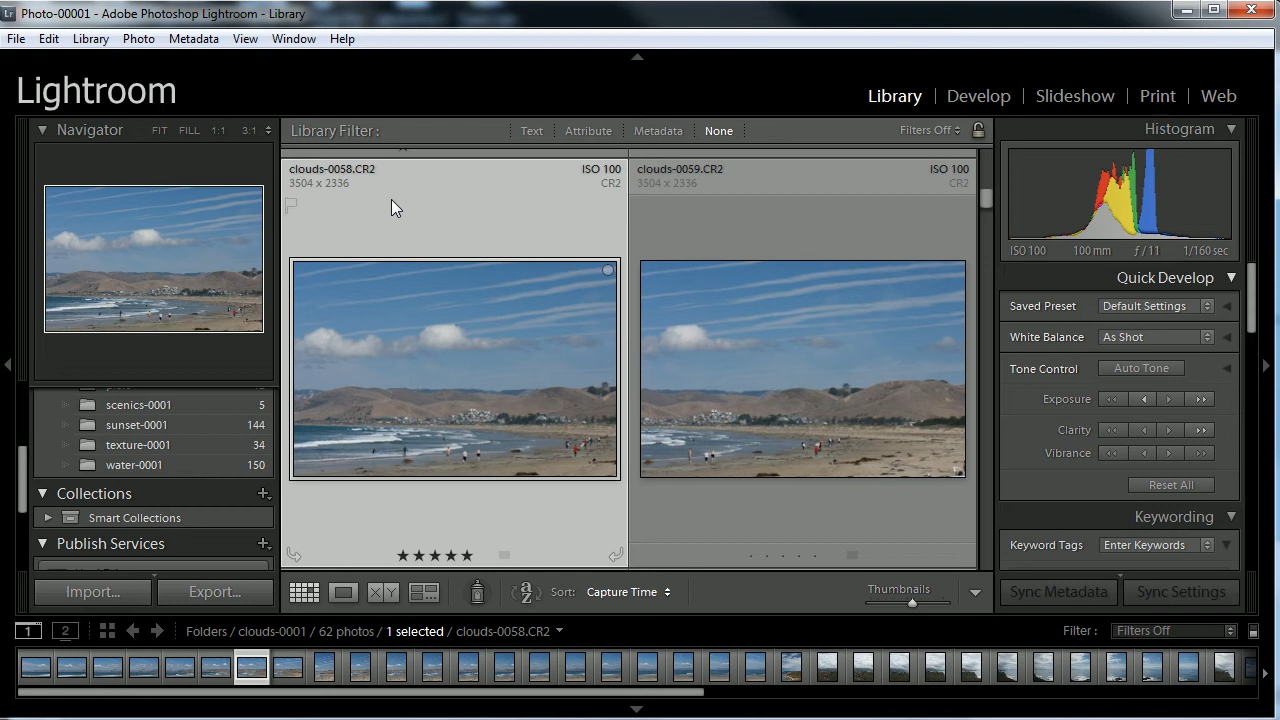 Photo-00001 - Adobe Photoshop Lightroom - Library
File Edit Library Photo Metadata View Window Help
Lightroom
Library | Develop | Slideshow | Print | Web
Navigator FIT FILL 1:1 3:1
Library Filter : Text Attribute Metadata None Filters Off
Histogram
clouds-0058.CR2 ISO 100
3504 x 2336 CR2
clouds-0059.CR2 ISO 100
3504 x 2336 CR2
ISO 100 100 mm ƒ / 11 1/160 sec
Quick Develop
Saved Preset Default Settings
White Balance As Shot
Tone Control Auto Tone
Exposure
Clarity
Vibrance
Reset All
Keywording
Keyword Tags Enter Keywords
scenics-0001 5
sunset-0001 144
texture-0001 34
water-0001 150
Collections
Smart Collections
Publish Services
Import... Export...
Sort: Capture Time
Thumbnails
Sync Metadata Sync Settings
1 2 Folders / clouds-0001 / 62 photos / 1 selected / clouds-0058.CR2
Filter : Filters Off